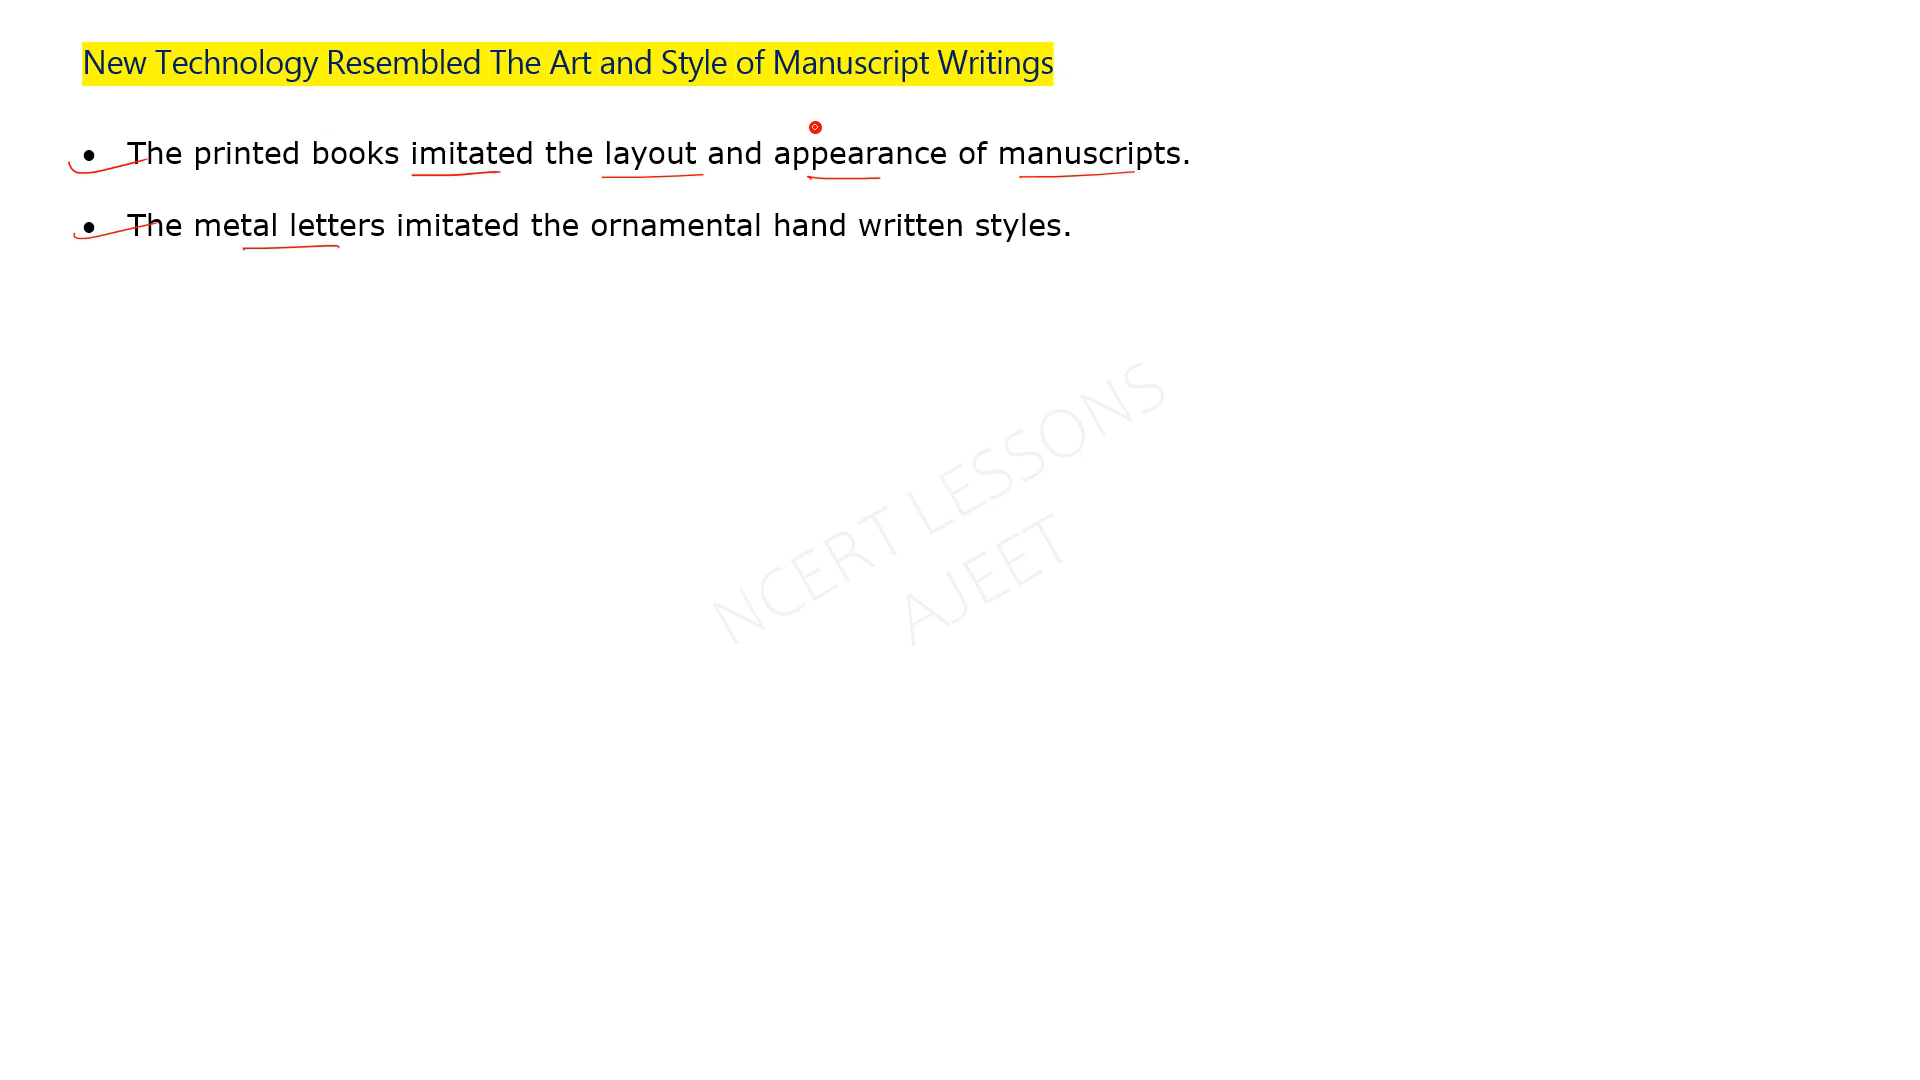 New Technology Resembled The Art and Style of Manuscript Writings
• The printed books imitated the layout and appearance of manuscripts.
• The metal letters imitated the ornamental hand written styles.
NCERT LESSONS
AJEET